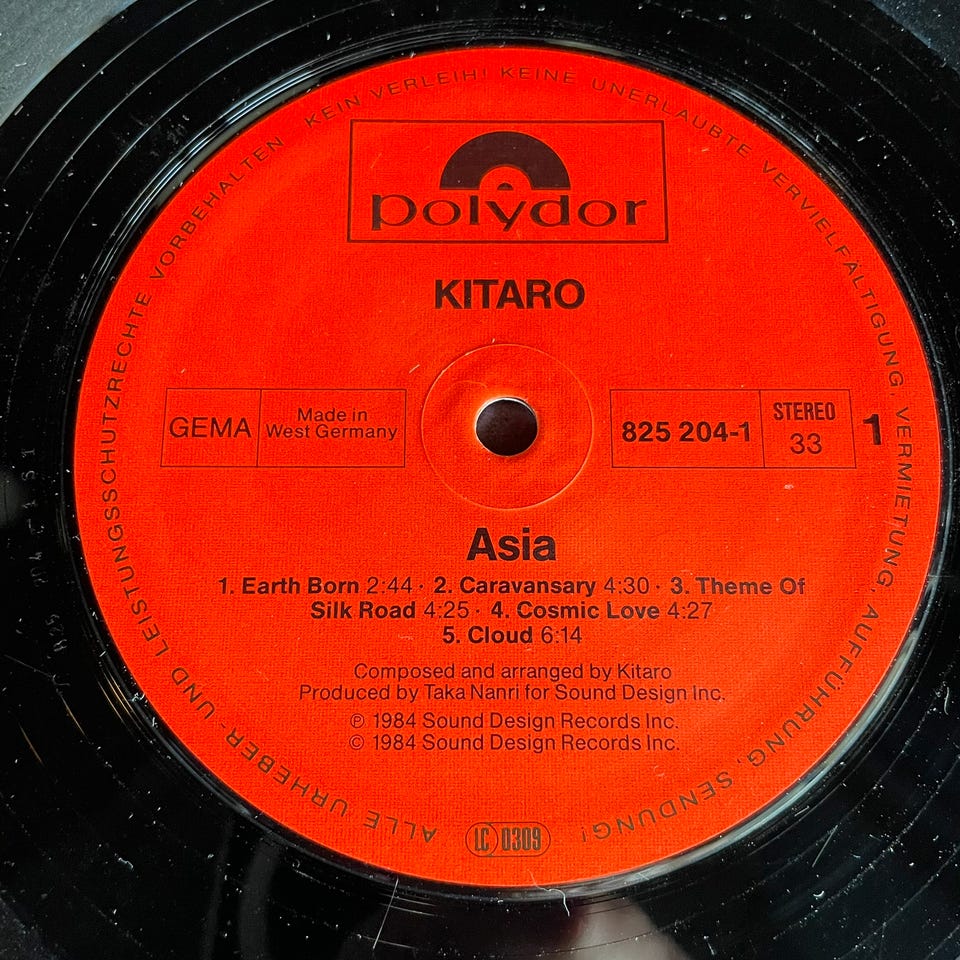 ALLE URHEBER- UND LEISTUNGSSCHUTZRECHTE VORBEHALTEN KEIN VERLEIH! KEINE UNERLAUBTE VERVIELFÄLTIGUNG, VERMIETUNG, AUFFÜHRUNG, SENDUNG!
polydor
KITARO
GEMA
Made in
West Germany
825 204-1
STEREO
33
1
Asia
1. Earth Born 2:44 · 2. Caravansary 4:30 · 3. Theme Of
Silk Road 4:25 · 4. Cosmic Love 4:27
5. Cloud 6:14
Composed and arranged by Kitaro
Produced by Taka Nanri for Sound Design Inc.
℗ 1984 Sound Design Records Inc.
© 1984 Sound Design Records Inc.
LC 0309